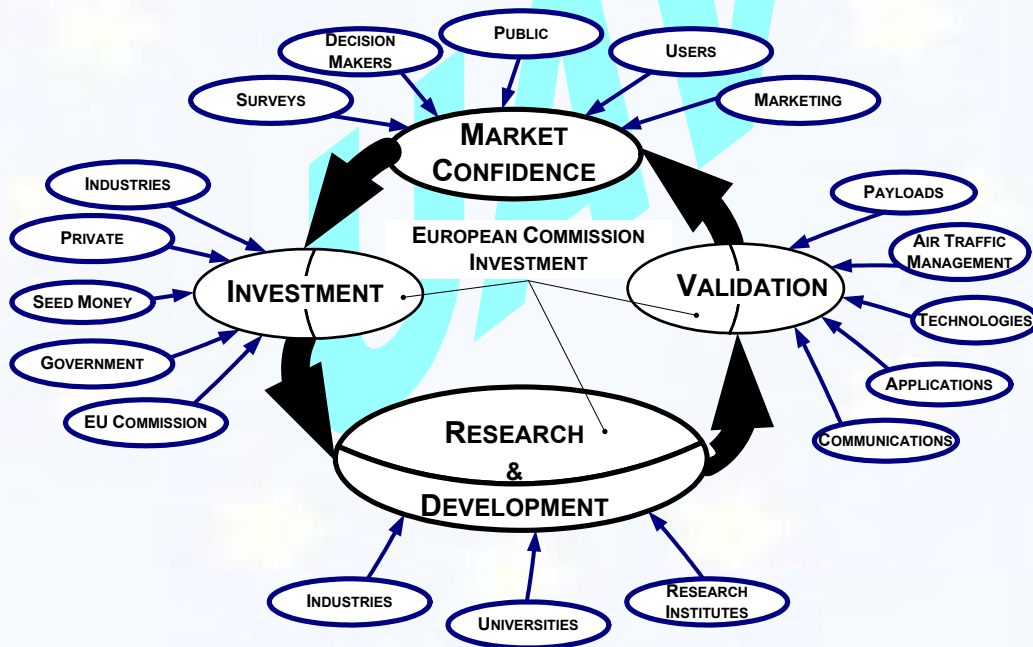 PUBLIC
DECISION
MAKERS
USERS
SURVEYS
MARKETING
MARKET
CONFIDENCE
INDUSTRIES
PRIVATE
SEED MONEY
GOVERNMENT
EU COMMISSION
INVESTMENT
EUROPEAN COMMISSION
INVESTMENT
VALIDATION
PAYLOADS
AIR TRAFFIC
MANAGEMENT
TECHNOLOGIES
APPLICATIONS
COMMUNICATIONS
RESEARCH
&
DEVELOPMENT
INDUSTRIES
UNIVERSITIES
RESEARCH
INSTITUTES
UAV